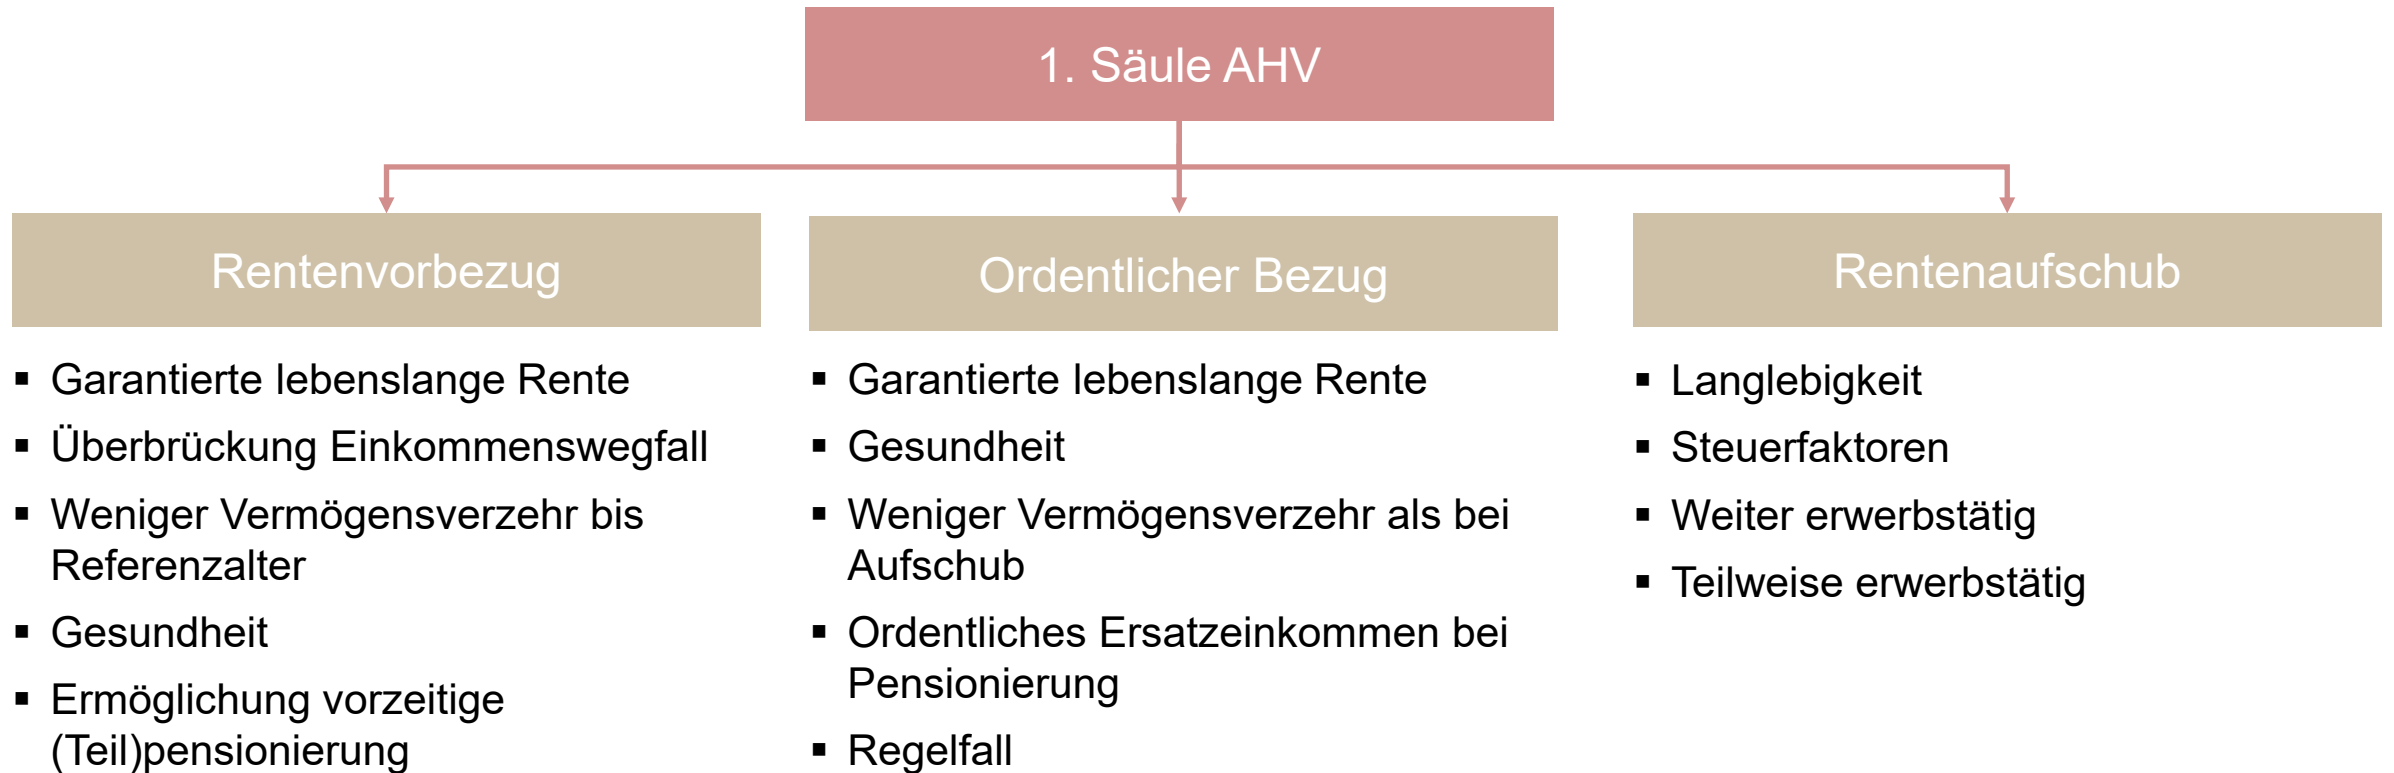 1. Säule AHV
Rentenvorbezug
▪ Garantierte lebenslange Rente
▪ Überbrückung Einkommenswegfall
▪ Weniger Vermögensverzehr bis
Referenzalter
▪ Gesundheit
▪ Ermöglichung vorzeitige
(Teil)pensionierung
Ordentlicher Bezug
▪ Garantierte lebenslange Rente
▪ Gesundheit
▪ Weniger Vermögensverzehr als bei
Aufschub
▪ Ordentliches Ersatzeinkommen bei
Pensionierung
▪ Regelfall
Rentenaufschub
▪ Langlebigkeit
▪ Steuerfaktoren
▪ Weiter erwerbstätig
▪ Teilweise erwerbstätig